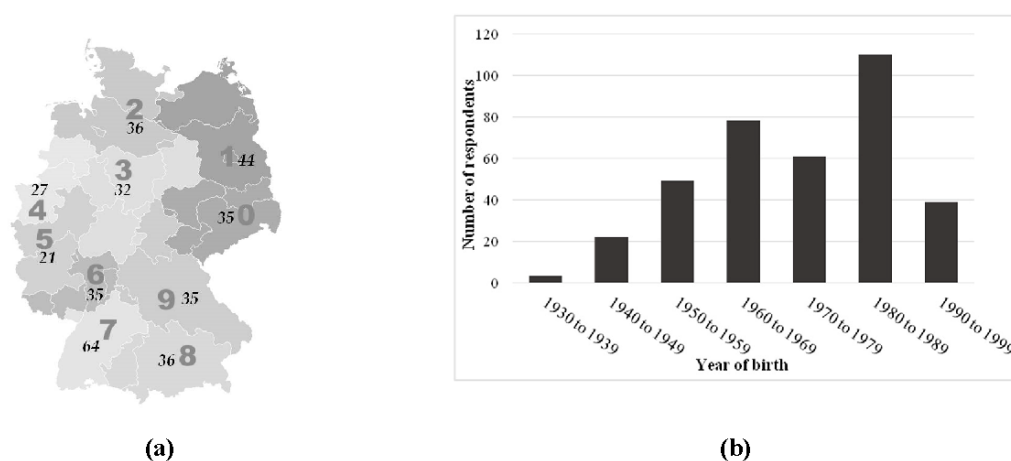 2
36
1 44
3
32
27
4
35 0
5
21
6
35
9 35
7
64
36 8
(a)
120
100
80
60
40
20
0
Number of respondents
1930 to 1939
1940 to 1949
1950 to 1959
1960 to 1969
1970 to 1979
1980 to 1989
1990 to 1999
Year of birth
(b)